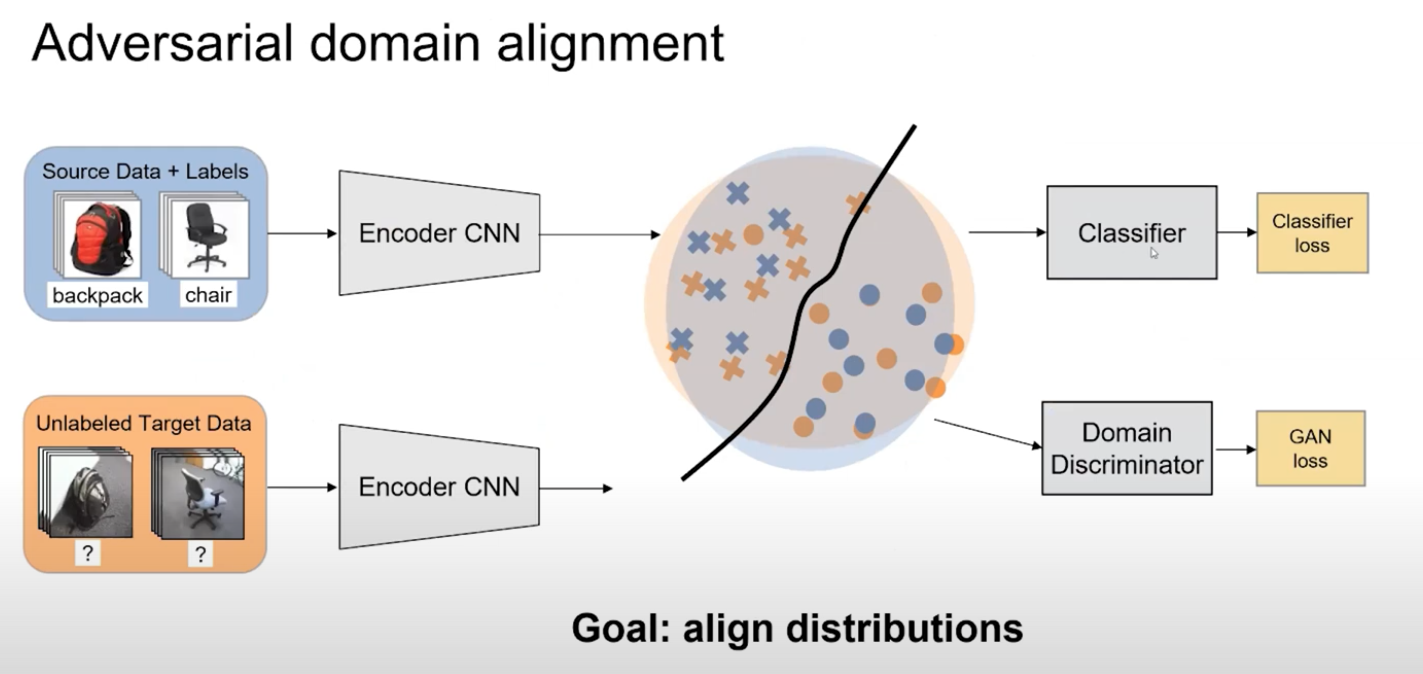 Adversarial domain alignment
Source Data + Labels
backpack
chair
Encoder CNN
Classifier
Classifier
loss
Unlabeled Target Data
?
?
Encoder CNN
Domain
Discriminator
GAN
loss
Goal: align distributions